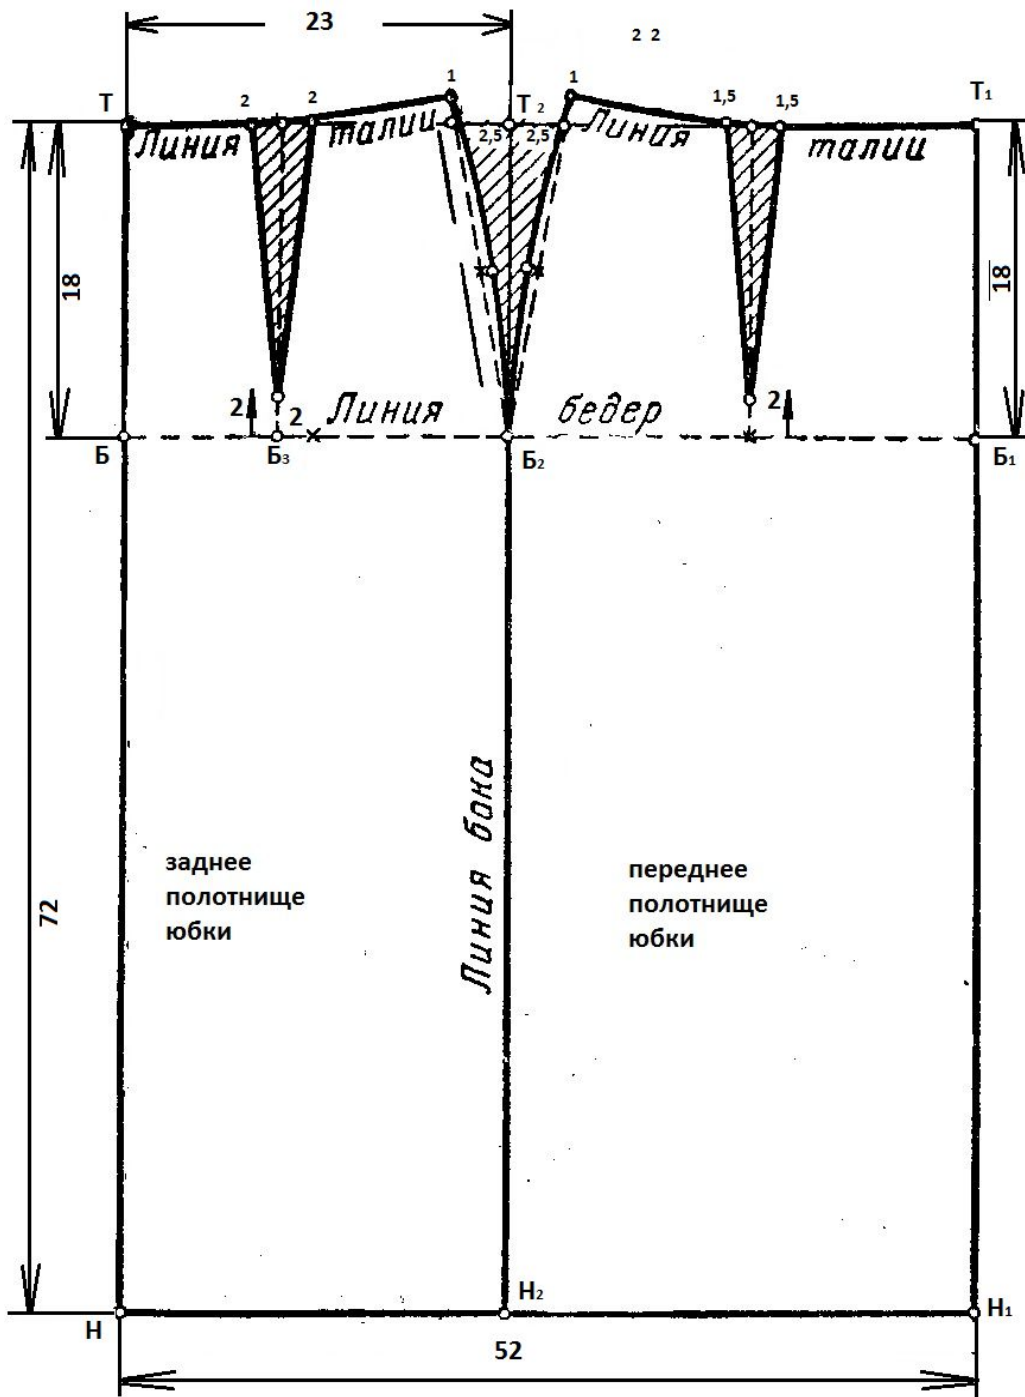 23
2 2
Т
2
2
1
Т 2
1
1,5
1,5
Т1
Линия
талии
2,5
2,5
Линия
талии
18
18
2
2
Линия
бедер
2
Б
Б3
Б2
Б1
72
Линия бока
заднее
полотнище
юбки
переднее
полотнище
юбки
Н
Н2
Н1
52